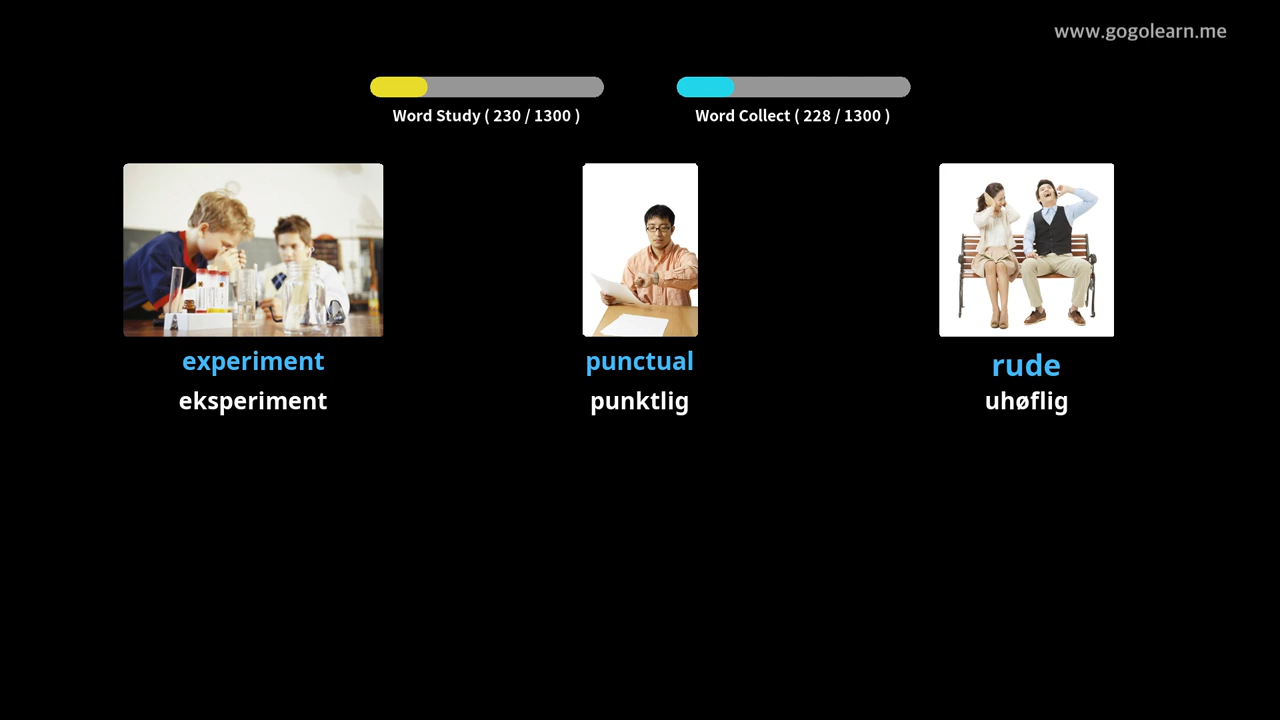 www.gogolearn.me
Word Study ( 230 / 1300 )
Word Collect ( 228 / 1300 )
experiment
eksperiment
punctual
punktlig
rude
uhøflig